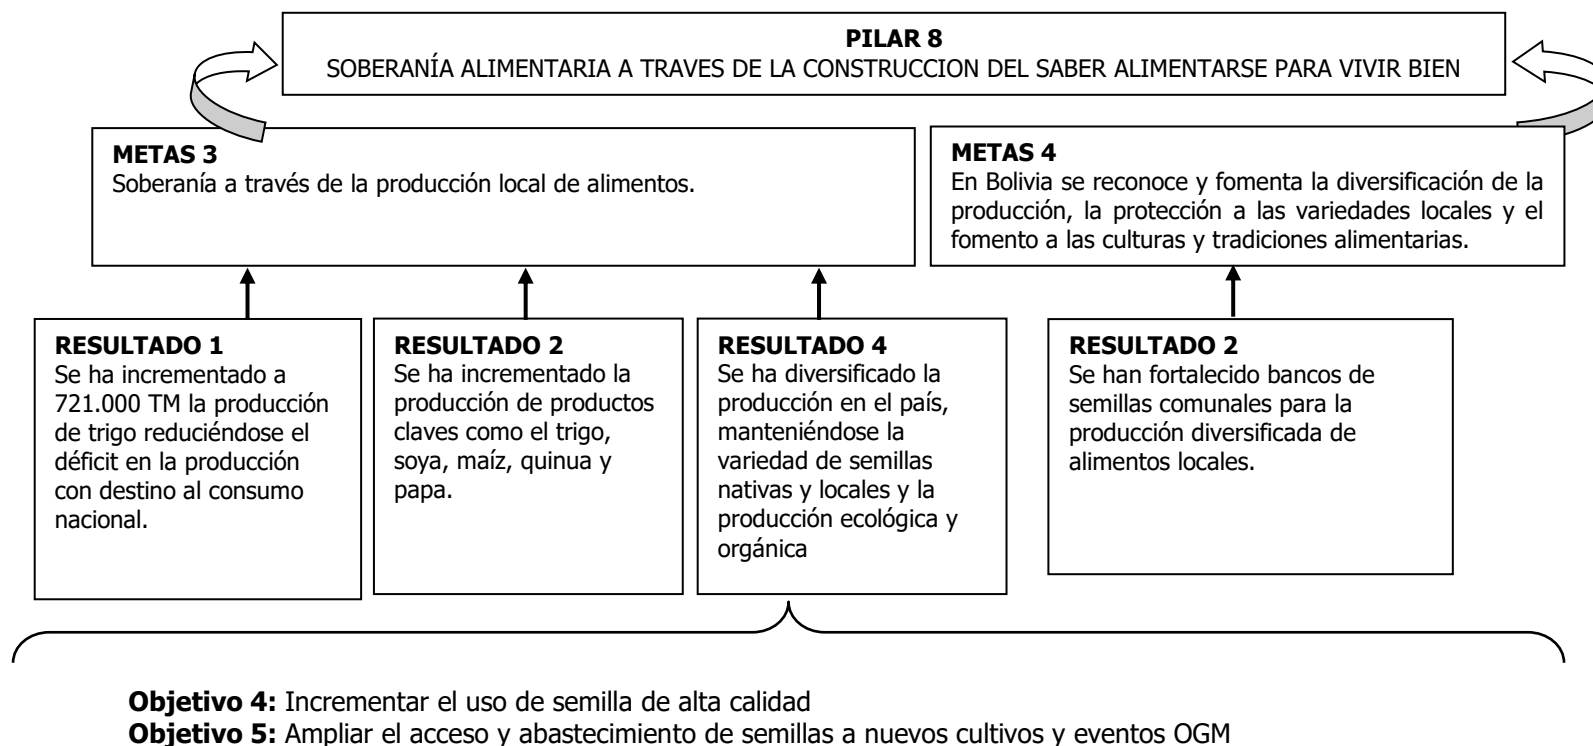 PILAR 8
SOBERANÍA ALIMENTARIA A TRAVES DE LA CONSTRUCCION DEL SABER ALIMENTARSE PARA VIVIR BIEN
METAS 3
Soberanía a través de la producción local de alimentos.
METAS 4
En Bolivia se reconoce y fomenta la diversificación de la
producción, la protección a las variedades locales y el
fomento a las culturas y tradiciones alimentarias.
RESULTADO 1
Se ha incrementado a
721.000 TM la producción
de trigo reduciéndose el
déficit en la producción
con destino al consumo
nacional.
RESULTADO 2
Se ha incrementado la
producción de productos
claves como el trigo,
soya, maíz, quinua y
papa.
RESULTADO 4
Se ha diversificado la
producción en el país,
manteniéndose la
variedad de semillas
nativas y locales y la
producción ecológica y
orgánica
RESULTADO 2
Se han fortalecido bancos de
semillas comunales para la
producción diversificada de
alimentos locales.
Objetivo 4: Incrementar el uso de semilla de alta calidad
Objetivo 5: Ampliar el acceso y abastecimiento de semillas a nuevos cultivos y eventos OGM